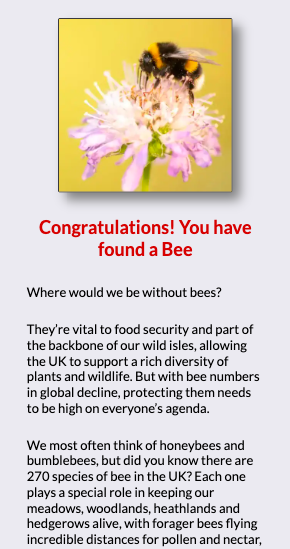 Congratulations! You have
found a Bee
Where would we be without bees?
They’re vital to food security and part of
the backbone of our wild isles, allowing
the UK to support a rich diversity of
plants and wildlife. But with bee numbers
in global decline, protecting them needs
to be high on everyone’s agenda.
We most often think of honeybees and
bumblebees, but did you know there are
270 species of bee in the UK? Each one
plays a special role in keeping our
meadows, woodlands, heathlands and
hedgerows alive, with forager bees flying
incredible distances for pollen and nectar,